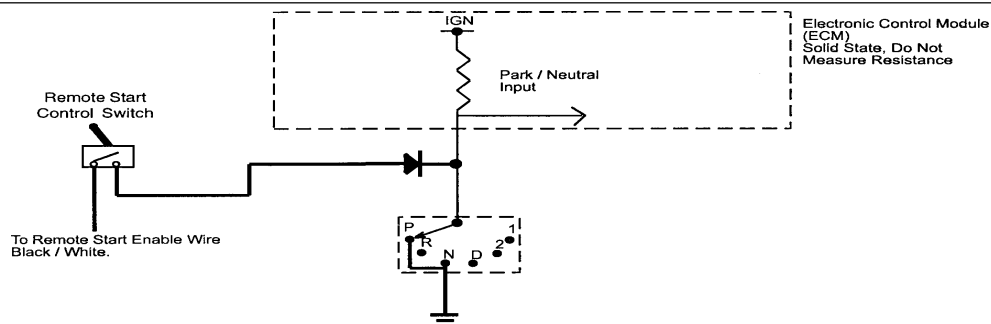 IGN
Electronic Control Module
(ECM)
Solid State, Do Not
Measure Resistance
Park / Neutral
Input
Remote Start
Control Switch
To Remote Start Enable Wire
Black / White.
P
R
N
D
2
1